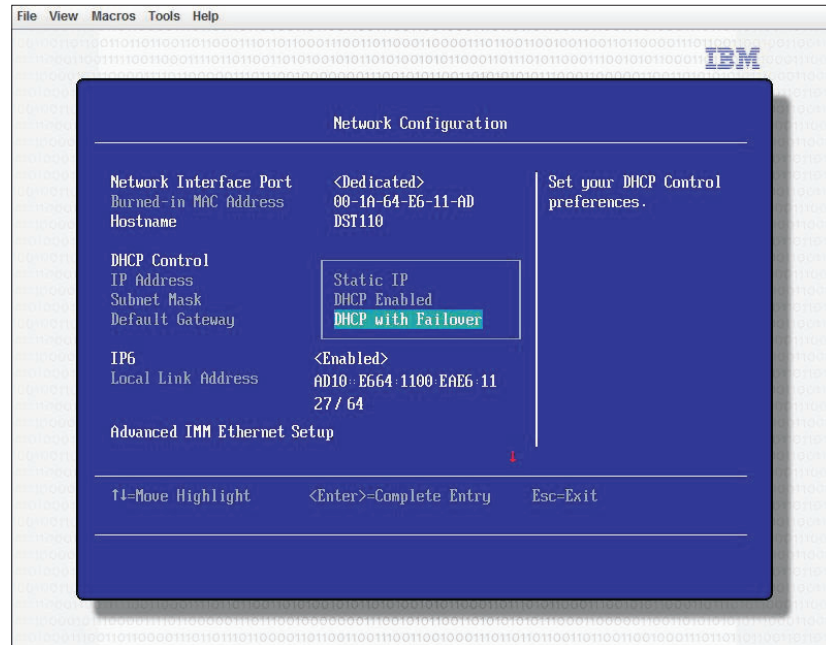 File View Macros Tools Help
IBM
Network Configuration
Network Interface Port <Dedicated>
Burned-in MAC Address 00-1A-64-E6-11-AD
Hostname DST110
DHCP Control
IP Address Static IP
Subnet Mask DHCP Enabled
Default Gateway DHCP with Failover
IP6 <Enabled>
Local Link Address AD10::E664:1100:EAE6:11
27/64
Advanced IMM Ethernet Setup
Set your DHCP Control
preferences.
↓
↑↓=Move Highlight <Enter>=Complete Entry Esc=Exit